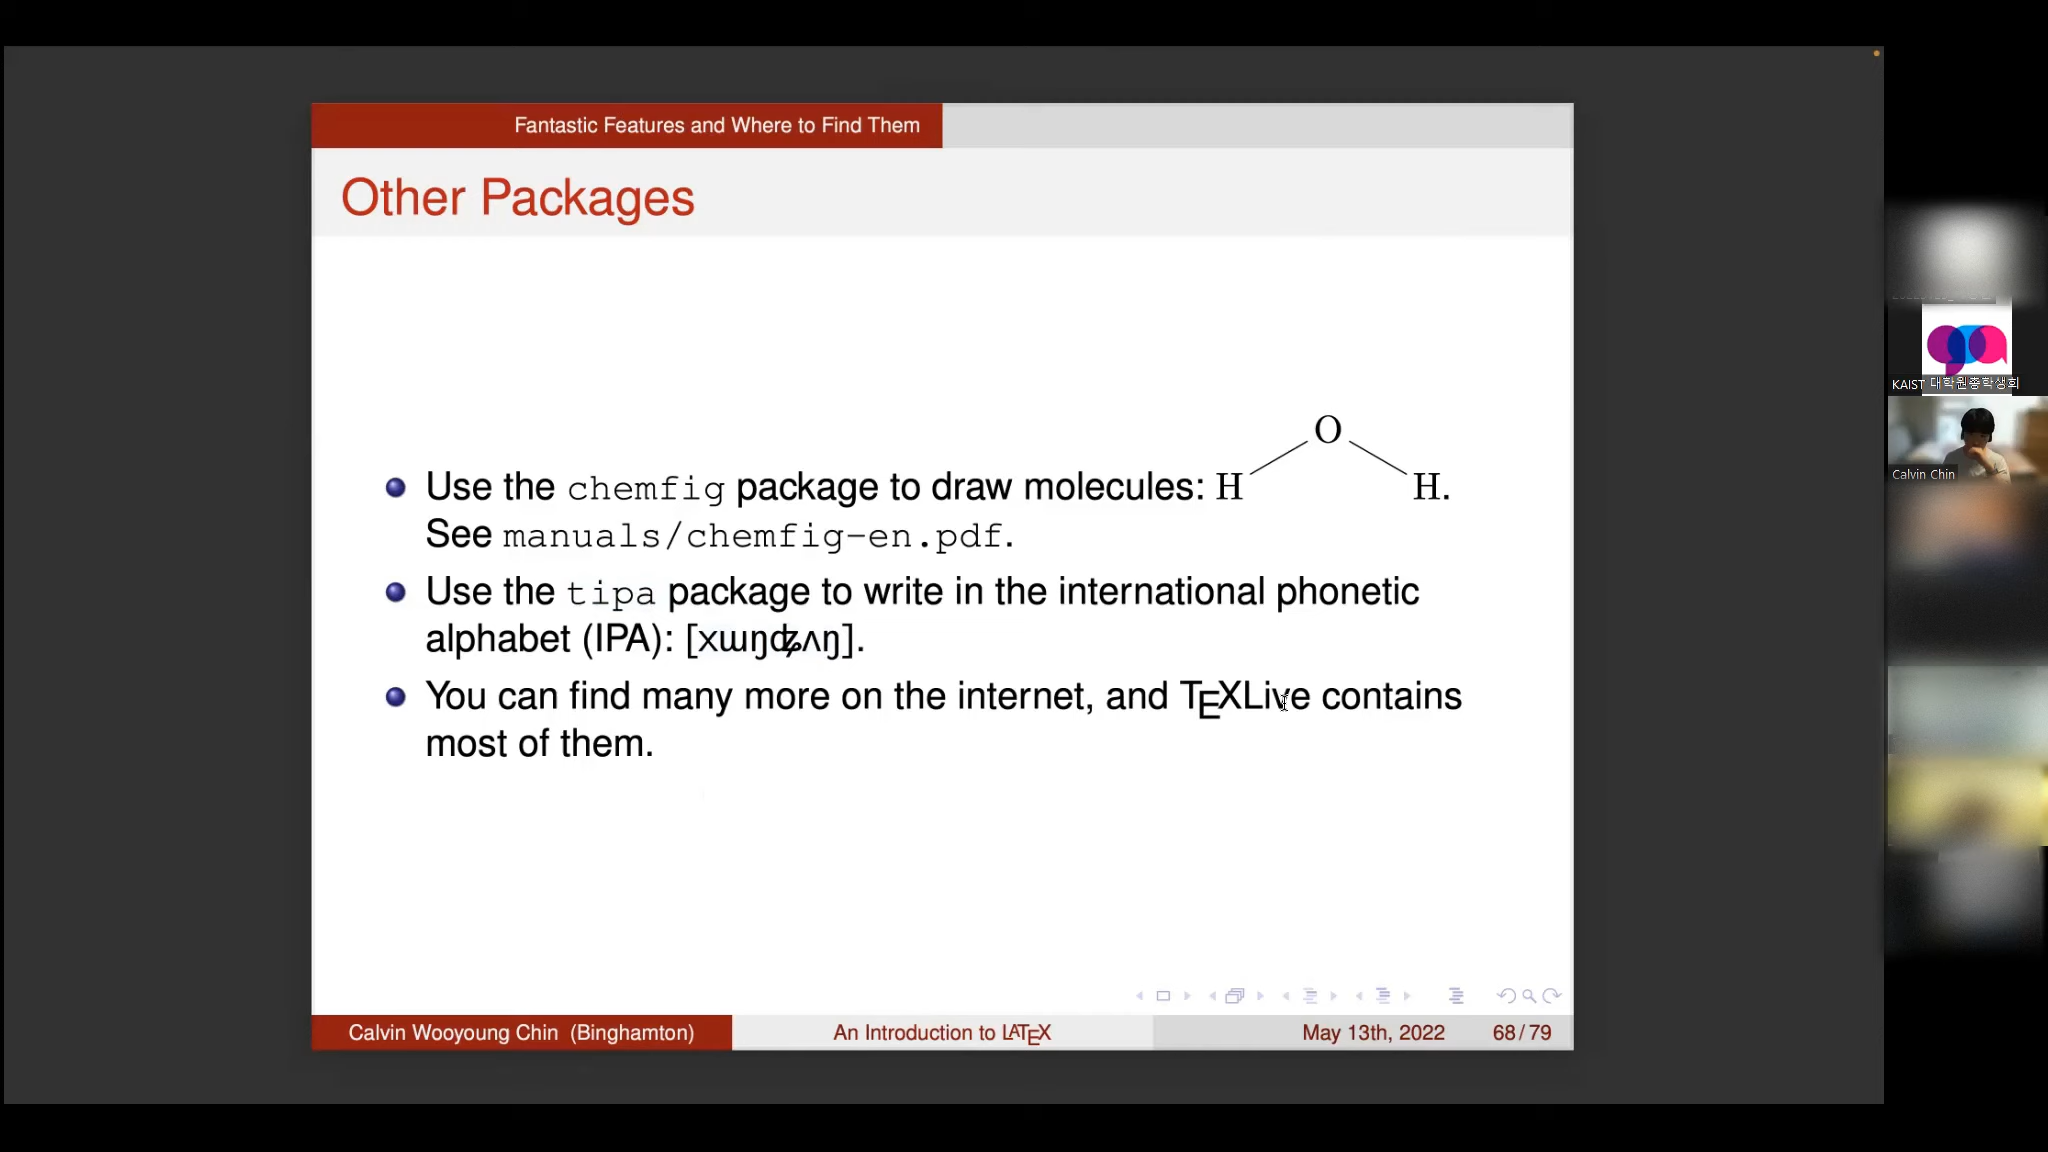 Fantastic Features and Where to Find Them
Other Packages
O
Use the chemfig package to draw molecules: H H.
See manuals/chemfig-en.pdf.
Use the tipa package to write in the international phonetic
alphabet (IPA): [xɯŋʥʌŋ].
You can find many more on the internet, and TEXLive contains
most of them.
Calvin Wooyoung Chin (Binghamton)
An Introduction to LATEX
May 13th, 2022
68/79
KAIST 대학원총학생회
Calvin Chin